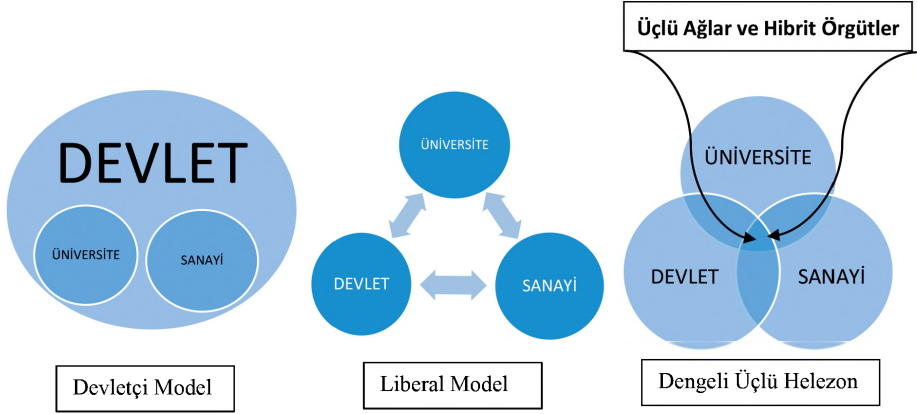 DEVLET
ÜNİVERSİTE
SANAYİ
Devletçi Model
ÜNİVERSİTE
DEVLET
SANAYİ
Liberal Model
Üçlü Ağlar ve Hibrit Örgütler
ÜNİVERSİTE
DEVLET
SANAYİ
Dengeli Üçlü Helezon